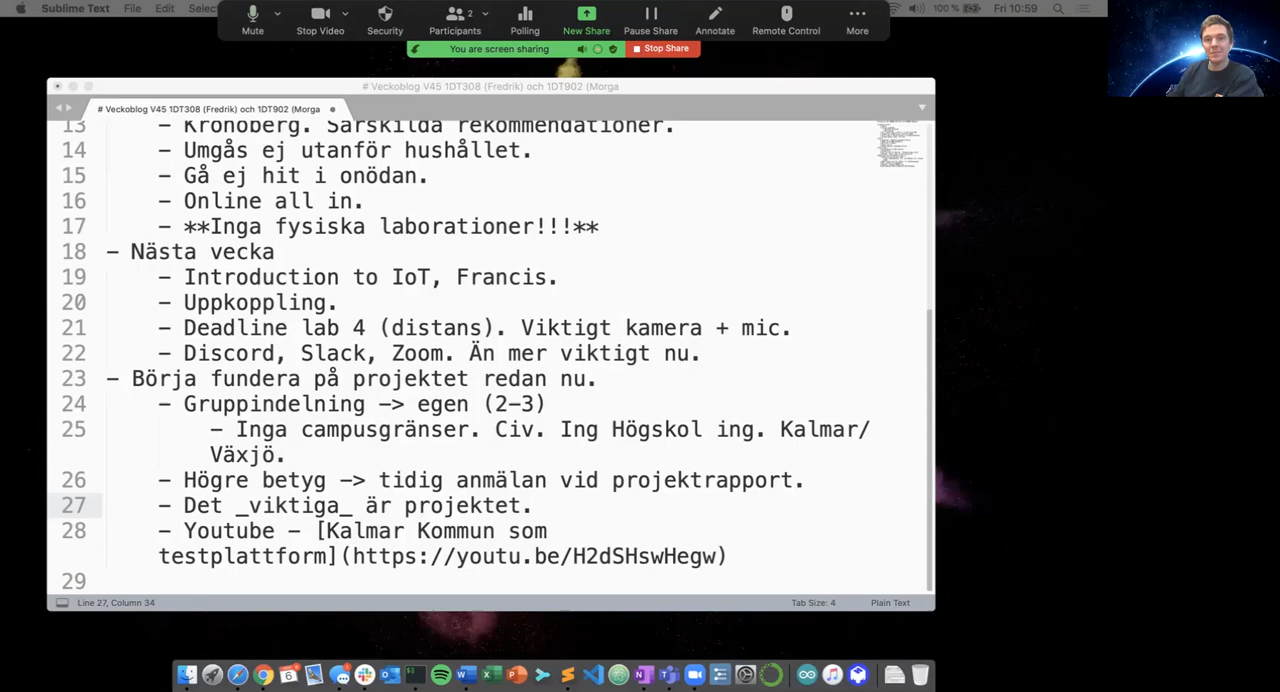 Sublime Text File Edit Selec
100 % Fri 10:59
Mute Stop Video Security Participants 2 Polling New Share Pause Share Annotate Remote Control More
You are screen sharing Stop Share
# Veckoblog V45 1DT308 (Fredrik) och 1DT902 (Morga
# Veckoblog V45 1DT308 (Fredrik) och 1DT902 (Morga
13 - Kronoberg. Särskilda rekommendationer.
14 - Umgås ej utanför hushållet.
15 - Gå ej hit i onödan.
16 - Online all in.
17 - **Inga fysiska laborationer!!!**
18 - Nästa vecka
19 - Introduction to IoT, Francis.
20 - Uppkoppling.
21 - Deadline lab 4 (distans). Viktigt kamera + mic.
22 - Discord, Slack, Zoom. Än mer viktigt nu.
23 - Börja fundera på projektet redan nu.
24 - Gruppindelning -> egen (2-3)
25 - Inga campusgränser. Civ. Ing Högskol ing. Kalmar/
Växjö.
26 - Högre betyg -> tidig anmälan vid projektrapport.
27 - Det _viktiga_ är projektet.
28 - Youtube - [Kalmar Kommun som
testplattform](https://youtu.be/H2dSHswHegw)
29
Line 27, Column 34 Tab Size: 4 Plain Text